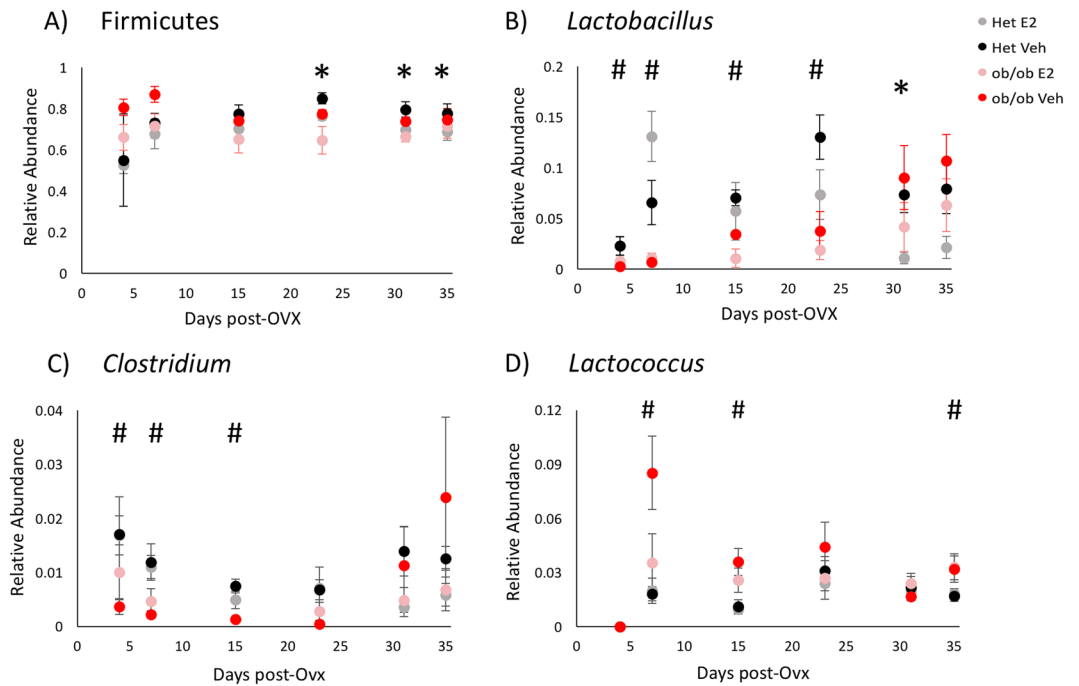 A) Firmicutes
B) Lactobacillus
Het E2
Het Veh
ob/ob E2
ob/ob Veh
* * *
Relative Abundance
1
0.8
0.6
0.4
0.2
0
0 5 10 15 20 25 30 35
Days post-OVX
# # # # *
Relative Abundance
0.2
0.15
0.1
0.05
0
0 5 10 15 20 25 30 35
Days post-OVX
C) Clostridium
D) Lactococcus
# # #
Relative Abundance
0.04
0.03
0.02
0.01
0
0 5 10 15 20 25 30 35
Days post-Ovx
# # #
Relative Abundance
0.12
0.09
0.06
0.03
0
0 5 10 15 20 25 30 35
Days post-Ovx